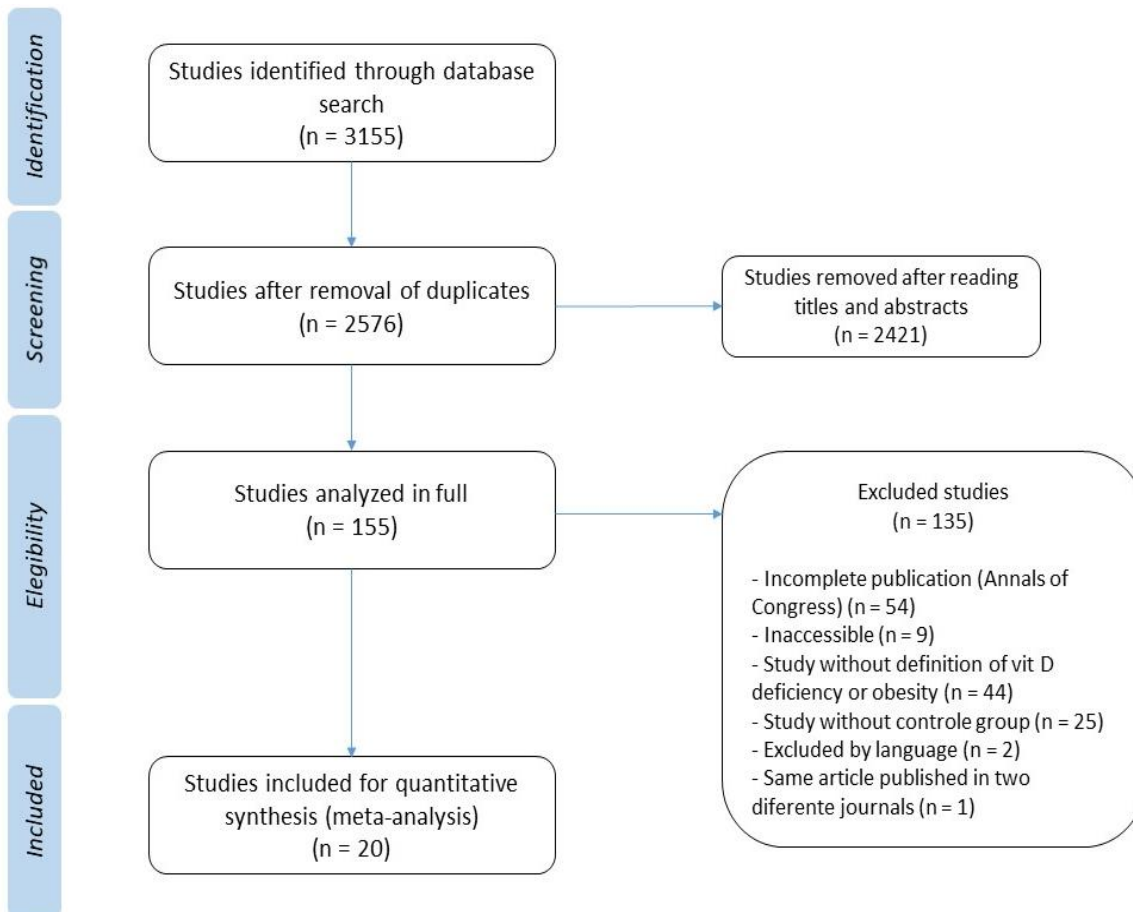 Identification
Studies identified through database
search
(n = 3155)
Screening
Studies after removal of duplicates
(n = 2576)
Studies removed after reading
titles and abstracts
(n = 2421)
Elegibility
Studies analyzed in full
(n = 155)
Excluded studies
(n = 135)
- Incomplete publication (Annals of
Congress) (n = 54)
- Inaccessible (n = 9)
- Study without definition of vit D
deficiency or obesity (n = 44)
- Study without controle group (n = 25)
- Excluded by language (n = 2)
- Same article published in two
diferente journals (n = 1)
Included
Studies included for quantitative
synthesis (meta-analysis)
(n = 20)